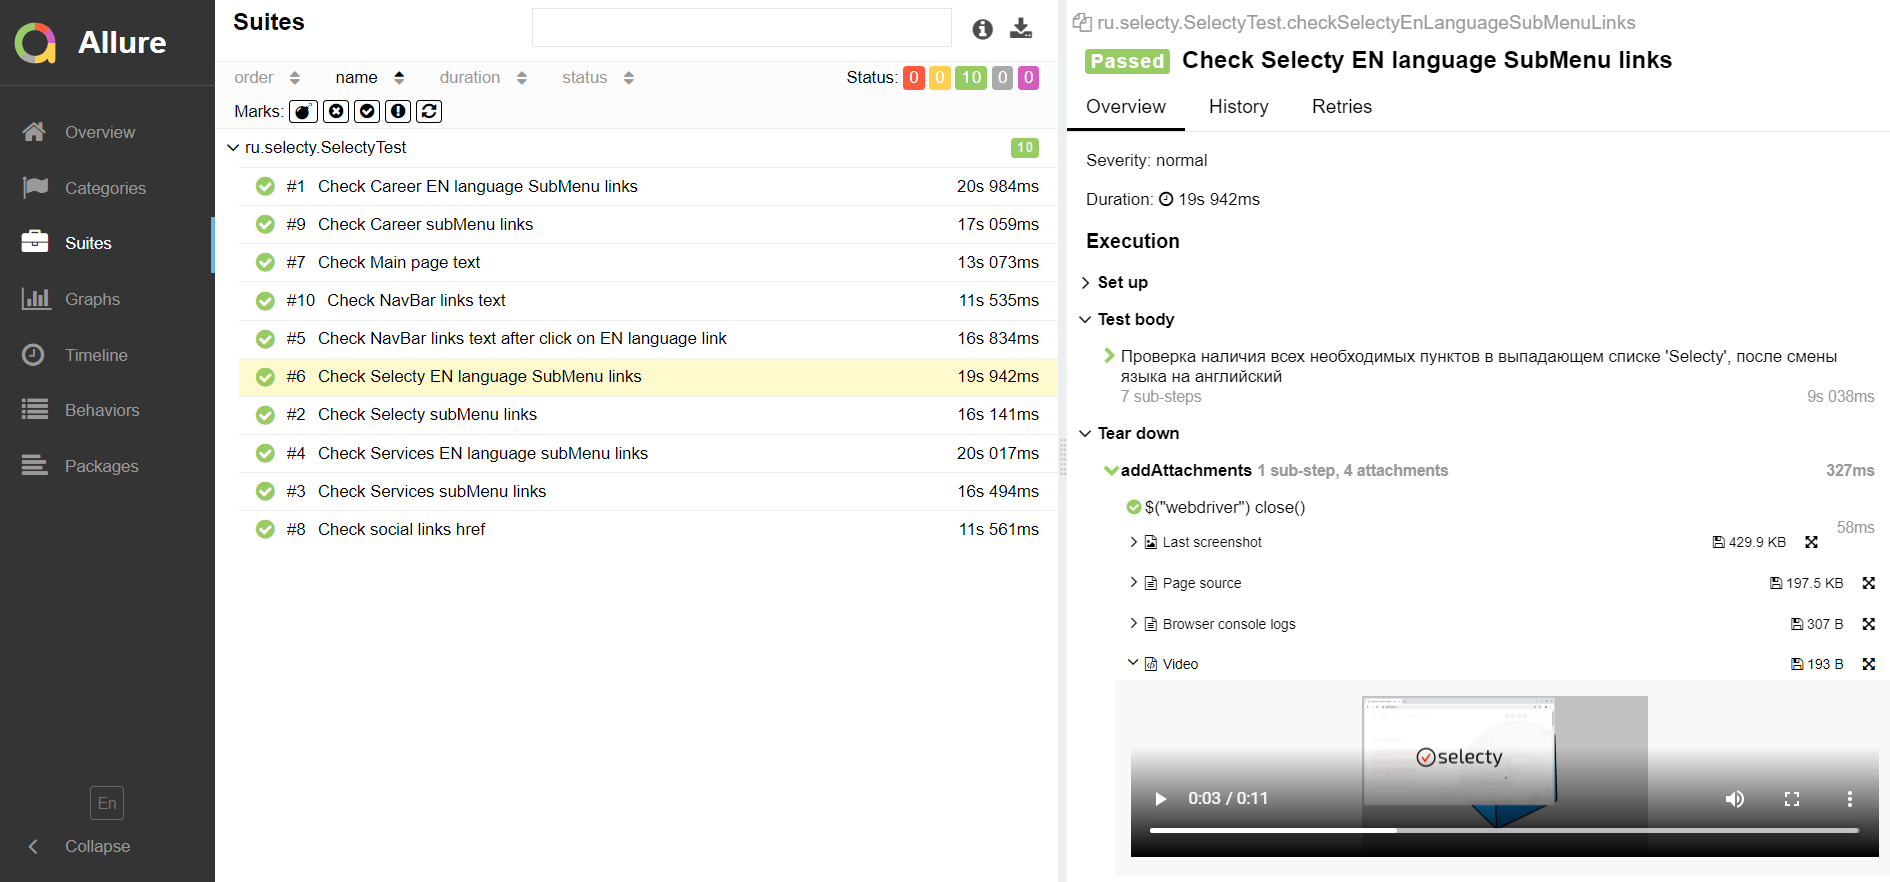 Allure
Overview
Categories
Suites
Graphs
Timeline
Behaviors
Packages
En
Collapse
Suites
order name duration status Status: 0 0 10 0 0
Marks:
ru.selecty.SelectyTest 10
#1 Check Career EN language SubMenu links 20s 984ms
#9 Check Career subMenu links 17s 059ms
#7 Check Main page text 13s 073ms
#10 Check NavBar links text 11s 535ms
#5 Check NavBar links text after click on EN language link 16s 834ms
#6 Check Selecty EN language SubMenu links 19s 942ms
#2 Check Selecty subMenu links 16s 141ms
#4 Check Services EN language subMenu links 20s 017ms
#3 Check Services subMenu links 16s 494ms
#8 Check social links href 11s 561ms
ru.selecty.SelectyTest.checkSelectyEnLanguageSubMenuLinks
Passed Check Selecty EN language SubMenu links
Overview History Retries
Severity: normal
Duration: 19s 942ms
Execution
Set up
Test body
Проверка наличия всех необходимых пунктов в выпадающем списке 'Selecty', после смены
языка на английский
7 sub-steps 9s 038ms
Tear down
addAttachments 1 sub-step, 4 attachments 327ms
$("webdriver") close()
58ms
Last screenshot 429.9 KB
Page source 197.5 KB
Browser console logs 307 B
Video 193 B
selecty
0:03 / 0:11